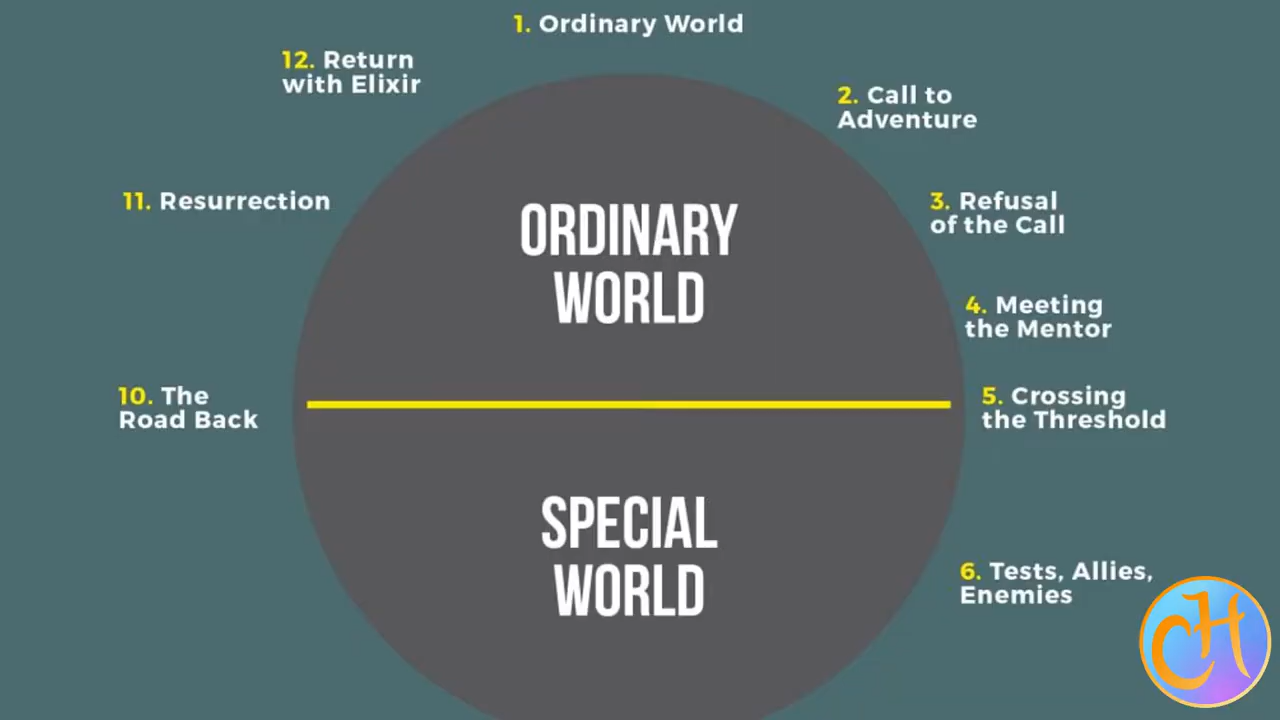 1. Ordinary World
2. Call to
Adventure
3. Refusal
of the Call
4. Meeting
the Mentor
5. Crossing
the Threshold
6. Tests, Allies,
Enemies
10. The
Road Back
11. Resurrection
12. Return
with Elixir
ORDINARY
WORLD
SPECIAL
WORLD
CH